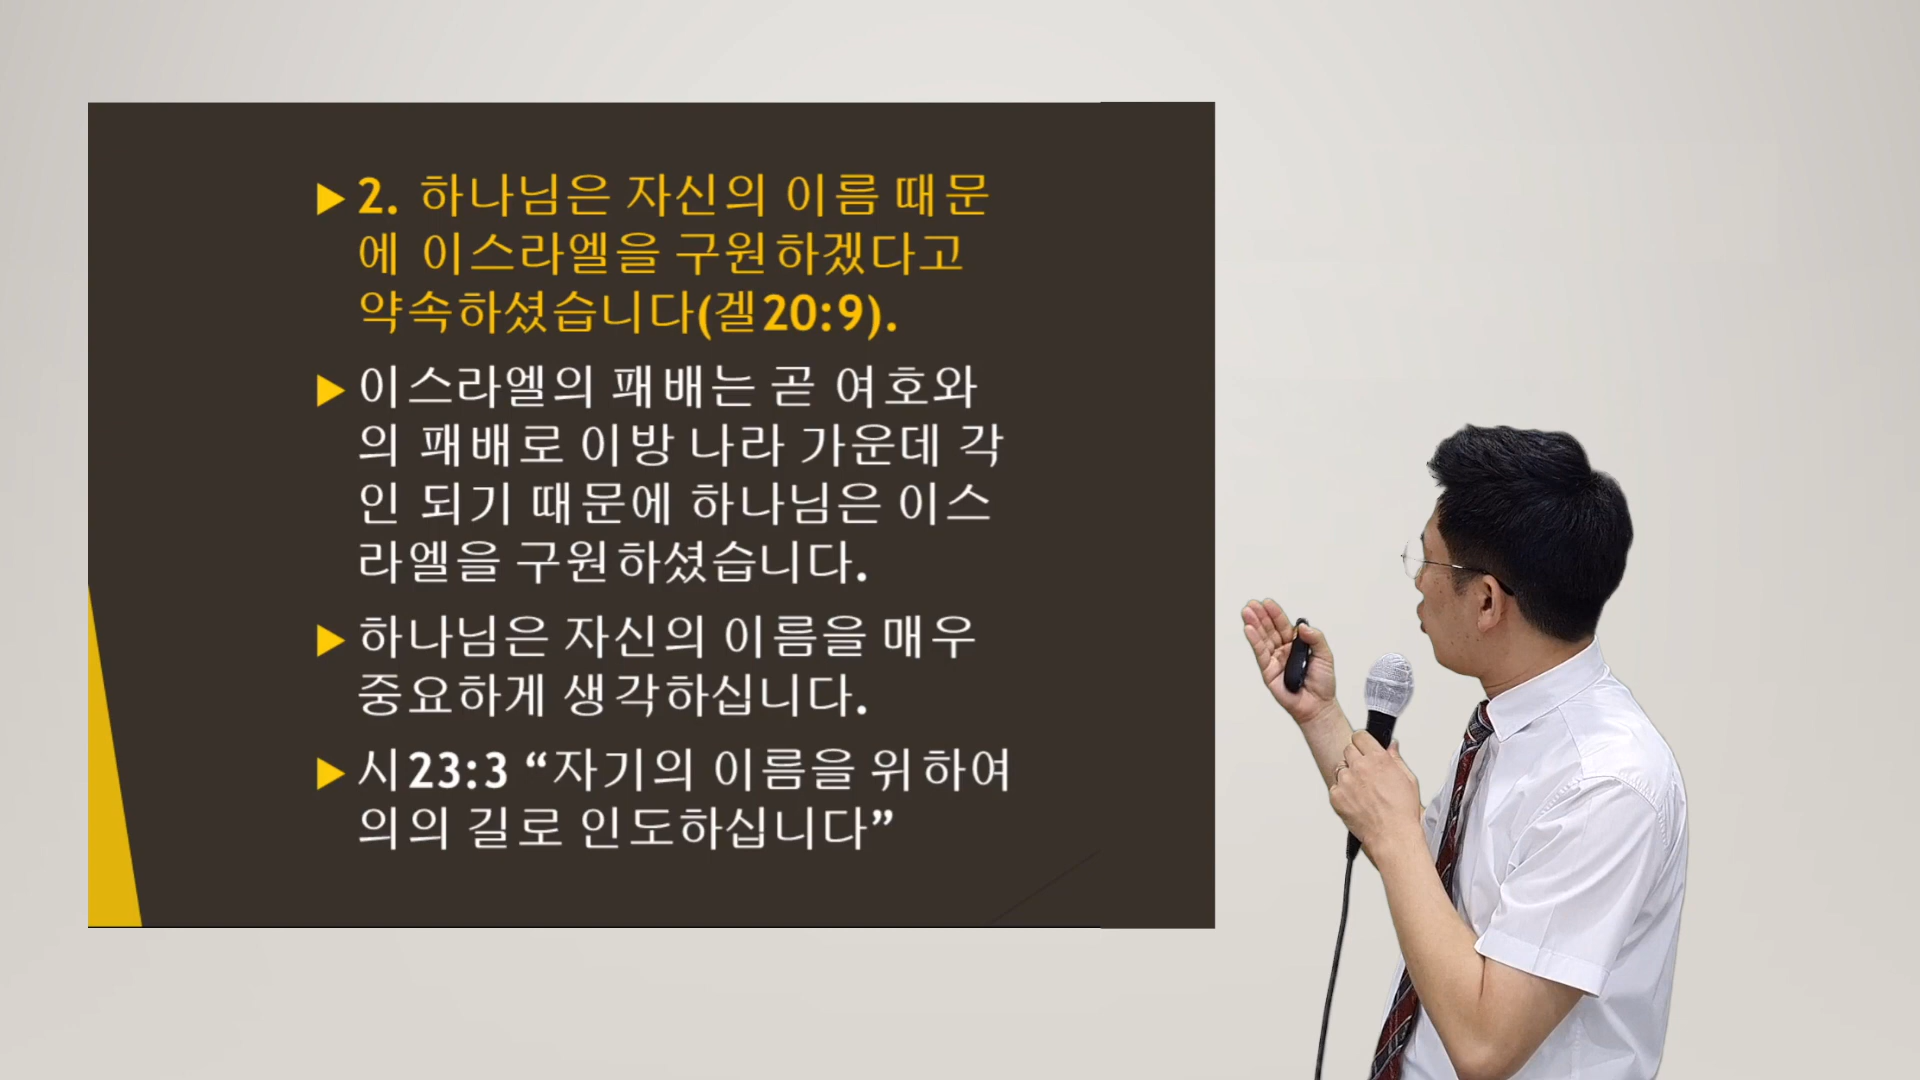 ▶2. 하나님은 자신의 이름 때문
에 이스라엘을 구원하겠다고
약속하셨습니다(겔20:9).
▶이스라엘의 패배는 곧 여호와
의 패배로 이방 나라 가운데 각
인 되기 때문에 하나님은 이스
라엘을 구원하셨습니다.
▶하나님은 자신의 이름을 매우
중요하게 생각하십니다.
▶시23:3 “자기의 이름을 위하여
의의 길로 인도하십니다”